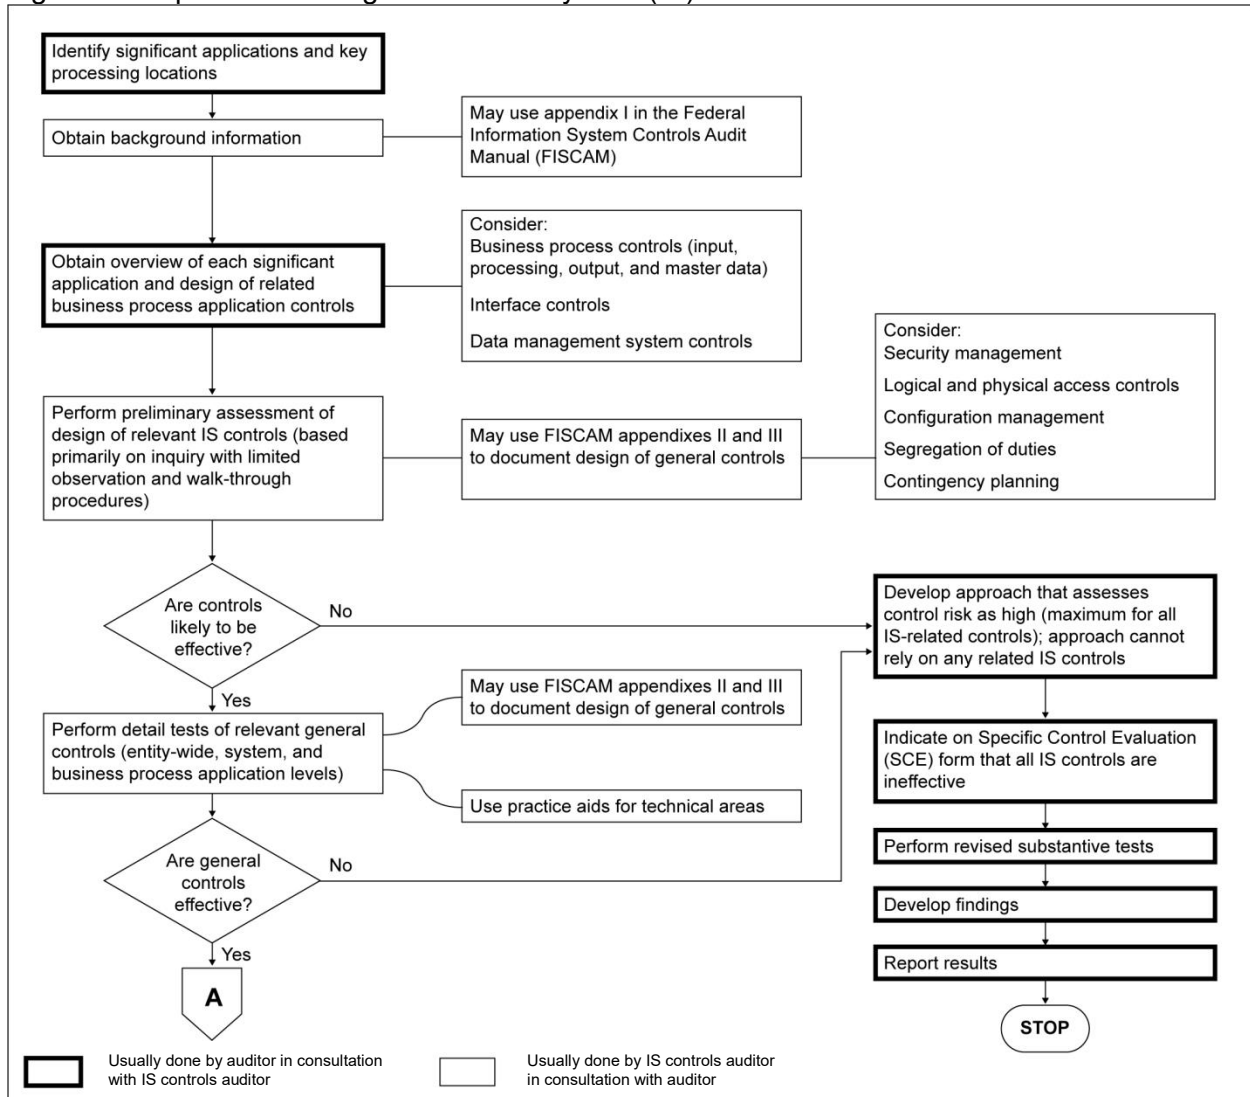 Identify significant applications and key
processing locations
Obtain background information
May use appendix I in the Federal
Information System Controls Audit
Manual (FISCAM)
Consider:
Business process controls (input,
processing, output, and master data)
Interface controls
Data management system controls
Obtain overview of each significant
application and design of related
business process application controls
Consider:
Security management
Logical and physical access controls
Configuration management
Segregation of duties
Contingency planning
Perform preliminary assessment of
design of relevant IS controls (based
primarily on inquiry with limited
observation and walk-through
procedures)
May use FISCAM appendixes II and III
to document design of general controls
Are controls
likely to be
effective?
No
Yes
Develop approach that assesses
control risk as high (maximum for all
IS-related controls); approach cannot
rely on any related IS controls
May use FISCAM appendixes II and III
to document design of general controls
Perform detail tests of relevant general
controls (entity-wide, system, and
business process application levels)
Use practice aids for technical areas
Indicate on Specific Control Evaluation
(SCE) form that all IS controls are
ineffective
Are general
controls
effective?
No
Yes
Perform revised substantive tests
Develop findings
Report results
A
STOP
Usually done by auditor in consultation
with IS controls auditor
Usually done by IS controls auditor
in consultation with auditor